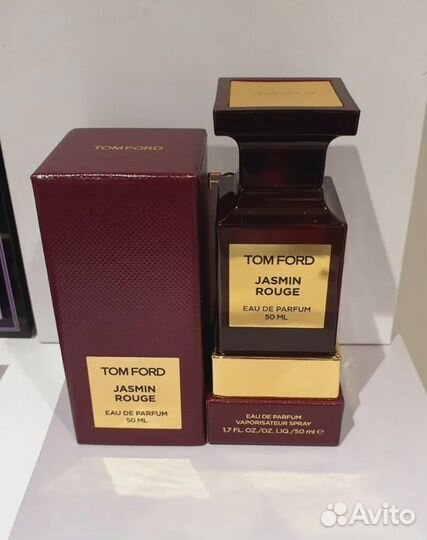 TOM FORD
TOM FORD
JASMIN
ROUGE
EAU DE PARFUM
50 ML
TOM FORD
JASMIN
ROUGE
EAU DE PARFUM
50 ML
EAU DE PARFUM
VAPORISATEUR SPRAY
1.7 FL. OZ./OZ. LIQ./50 ml e
Avito